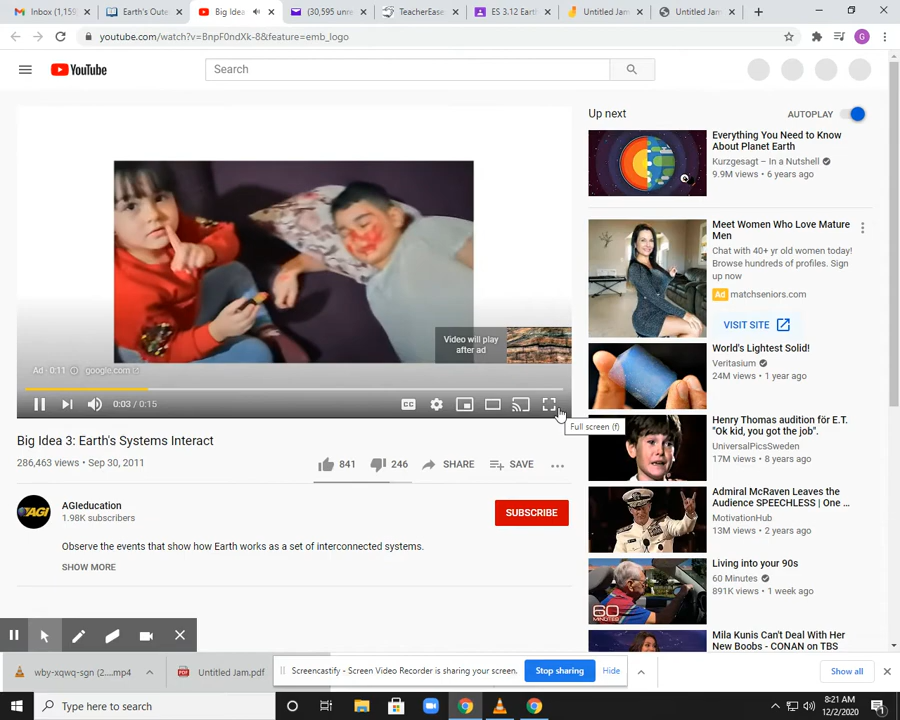 Inbox (1,159
Earth's Oute
Big Idea
(30,595 unre
TeacherEase
ES 3.12 Earth
Untitled Jam
Untitled Jam
youtube.com/watch?v=BnpF0ndXk-8&feature=emb_logo
G
YouTube
Search
Up next
AUTOPLAY
Everything You Need to Know
About Planet Earth
Kurzgesagt – In a Nutshell
9.9M views • 6 years ago
Meet Women Who Love Mature
Men
Chat with 40+ yr old women today!
Browse hundreds of profiles. Sign
up now
Ad matchseniors.com
VISIT SITE
Video will play
after ad
Ad · 0:11 google.com
0:03 / 0:15
CC
Full screen (f)
World's Lightest Solid!
Veritasium
24M views • 1 year ago
Henry Thomas audition för E.T.
"Ok kid, you got the job".
UniversalPicsSweden
17M views • 8 years ago
Big Idea 3: Earth's Systems Interact
286,463 views • Sep 30, 2011
841
246
SHARE
SAVE
Admiral McRaven Leaves the
Audience SPEECHLESS | One ...
MotivationHub
13M views • 2 years ago
AGI
AGIeducation
1.98K subscribers
SUBSCRIBE
Observe the events that show how Earth works as a set of interconnected systems.
SHOW MORE
60
MINUTES
Living into your 90s
60 Minutes
891K views • 1 week ago
Mila Kunis Can't Deal With Her
New Boobs - CONAN on TBS
wby-xqwq-sgn (2....mp4
Untitled Jam.pdf
Screencastify - Screen Video Recorder is sharing your screen.
Stop sharing
Hide
Show all
Type here to search
8:21 AM
12/2/2020
1